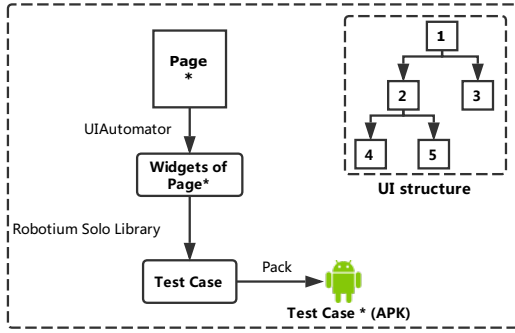 Page
*
UIAutomator
Widgets of
Page*
Robotium Solo Library
Test Case
Pack
Test Case * (APK)
1
2
3
4
5
UI structure